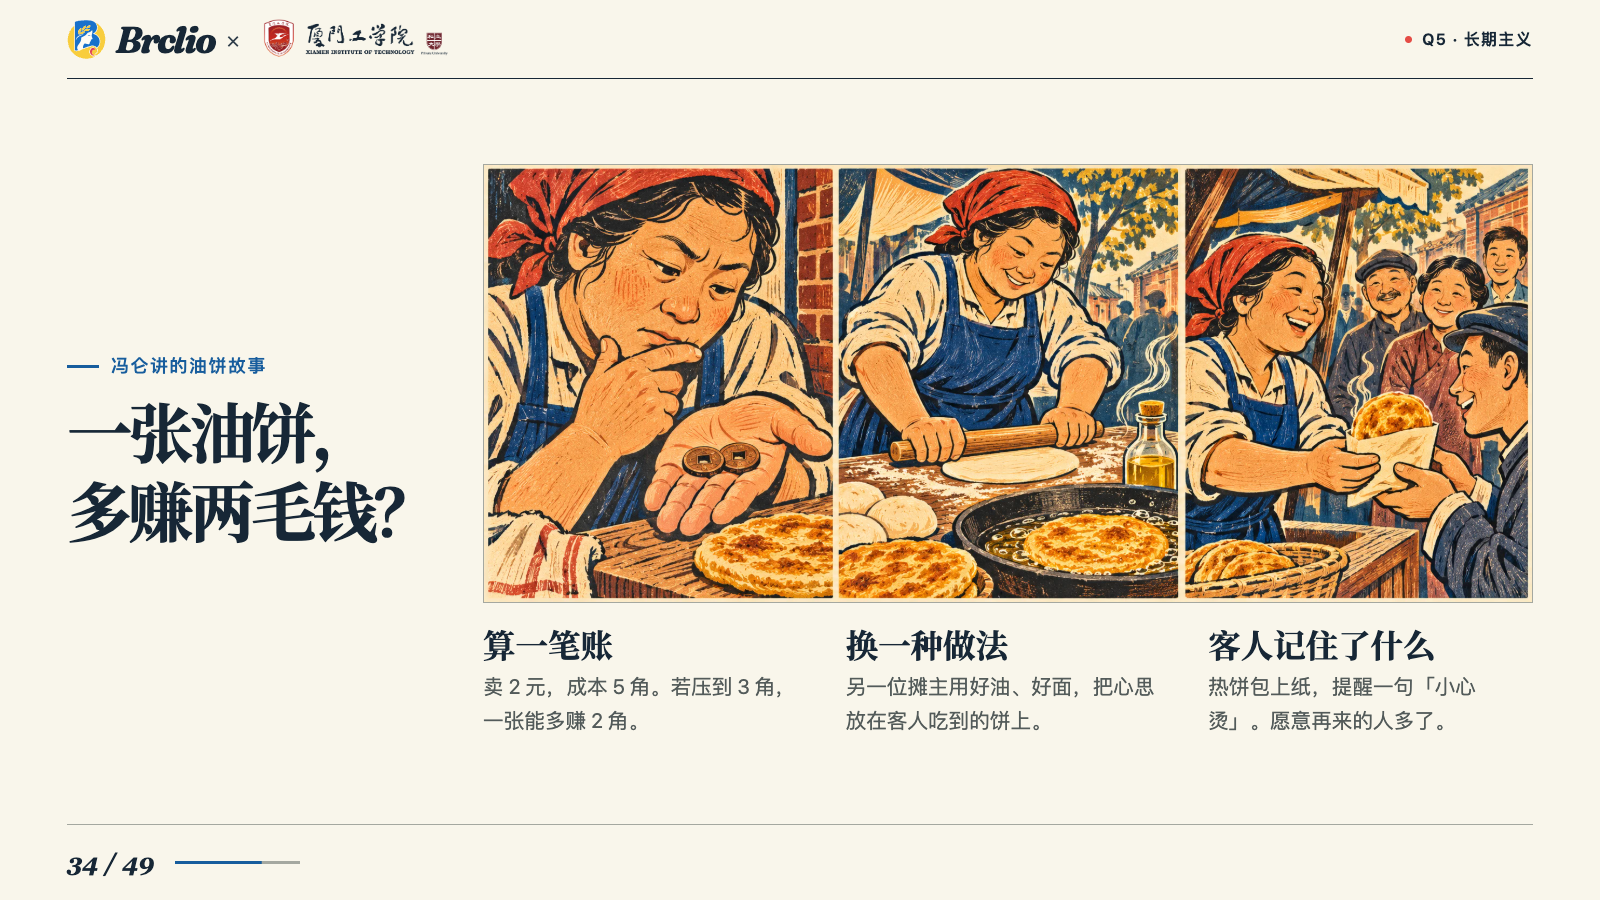 Brclio ×
厦门工学院
XIAMEN INSTITUTE OF TECHNOLOGY
Q5 · 长期主义
冯仑讲的油饼故事
一张油饼，
多赚两毛钱？
算一笔账
卖 2 元，成本 5 角。若压到 3 角，
一张能多赚 2 角。
换一种做法
另一位摊主用好油、好面，把心思
放在客人吃到的饼上。
客人记住了什么
热饼包上纸，提醒一句「小心
烫」。愿意再来的人多了。
34 / 49